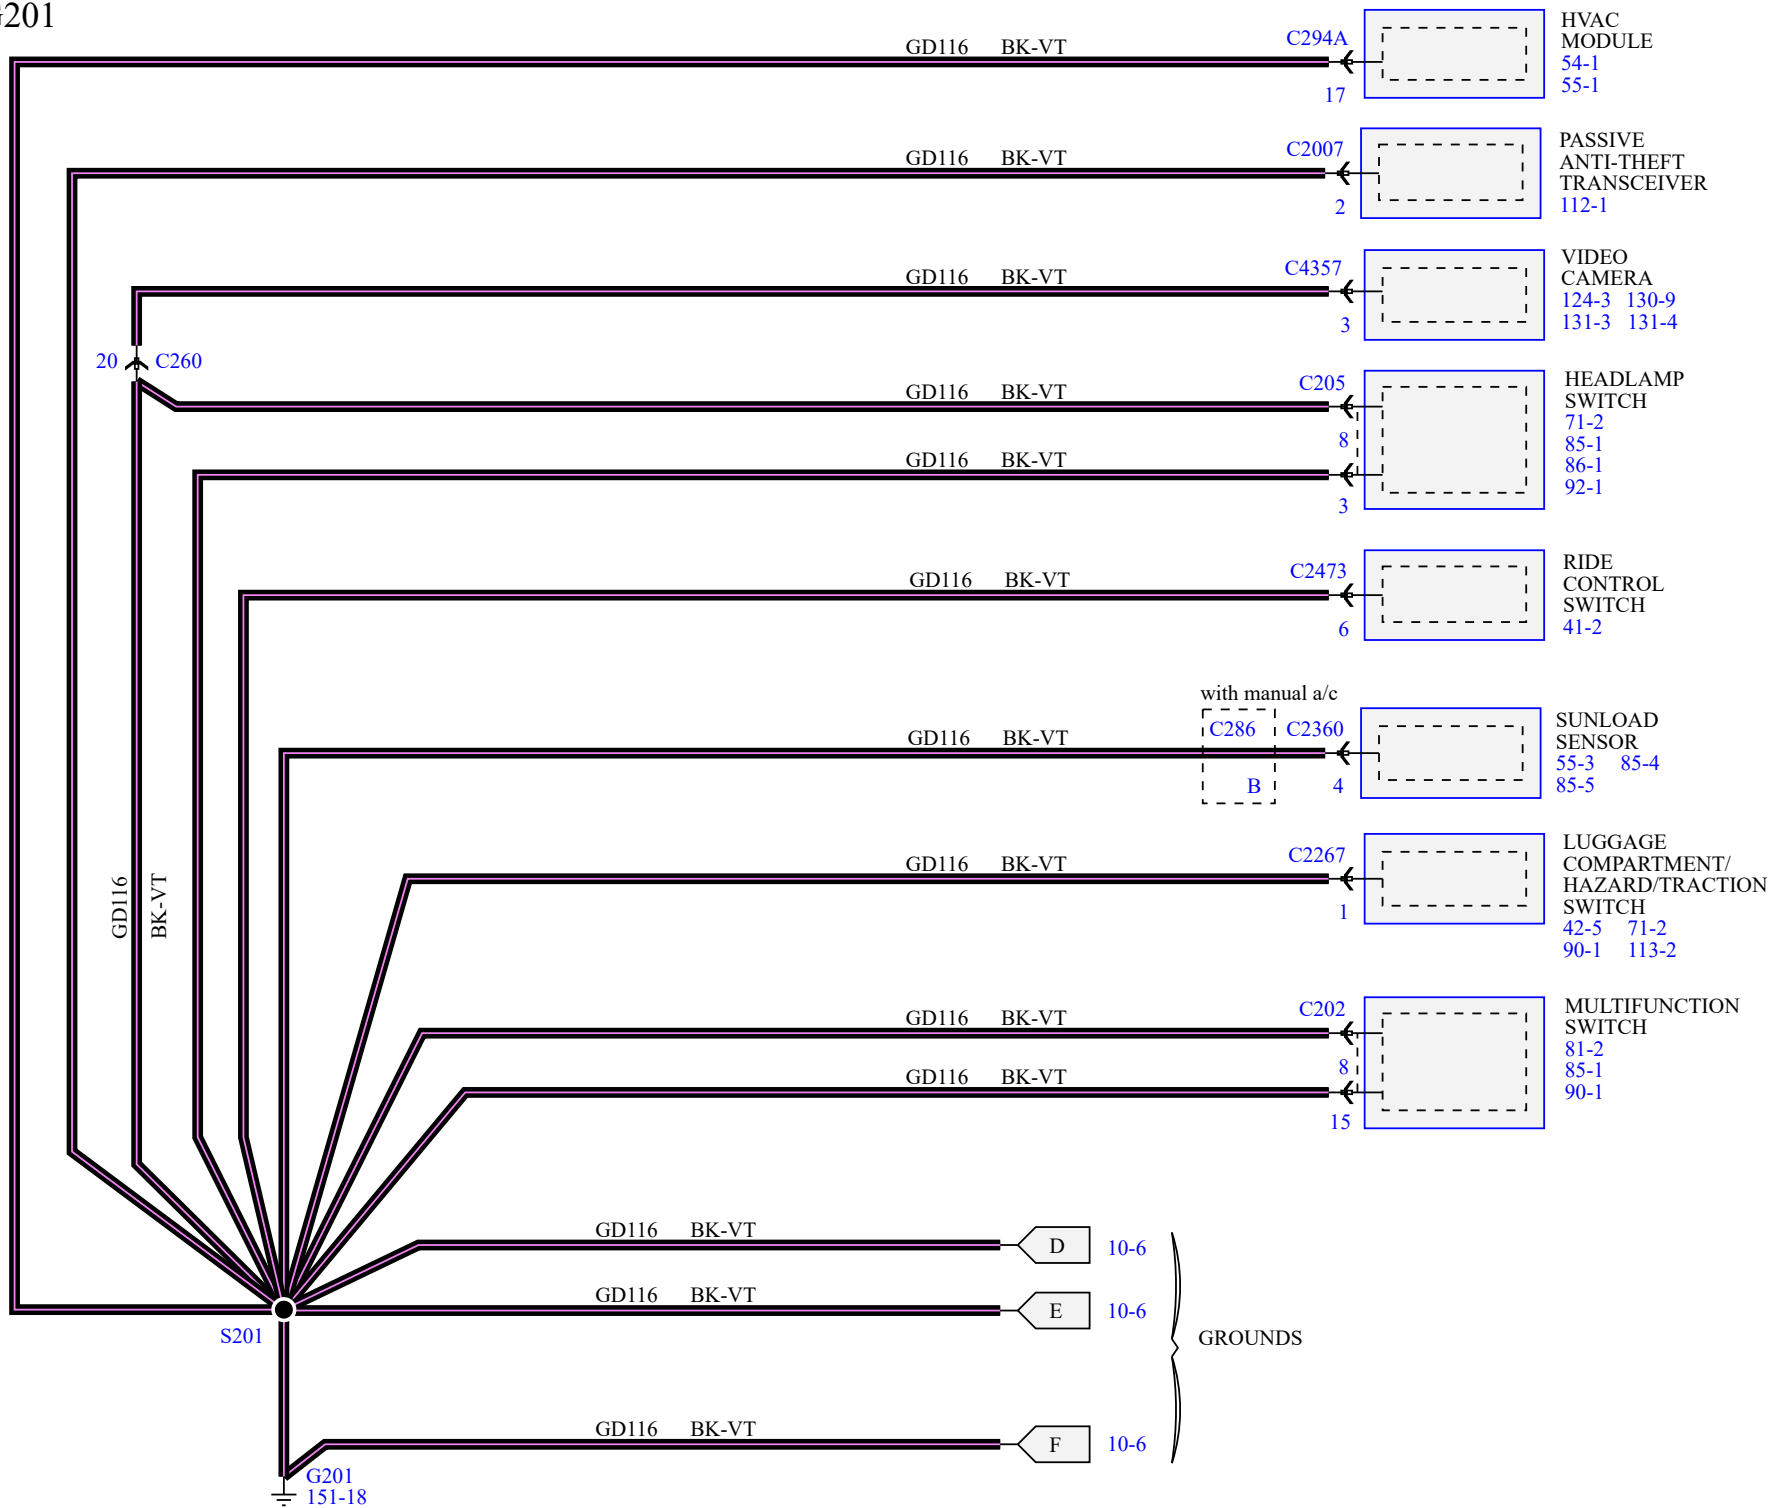 G201
GD116 BK-VT
C294A
17
HVAC
MODULE
54-1
55-1
GD116 BK-VT
C2007
2
PASSIVE
ANTI-THEFT
TRANSCEIVER
112-1
GD116 BK-VT
C4357
3
VIDEO
CAMERA
124-3 130-9
131-3 131-4
20 C260
GD116 BK-VT
C205
8
GD116 BK-VT
3
HEADLAMP
SWITCH
71-2
85-1
86-1
92-1
GD116 BK-VT
C2473
6
RIDE
CONTROL
SWITCH
41-2
with manual a/c
GD116 BK-VT
C286 C2360
B 4
SUNLOAD
SENSOR
55-3 85-4
85-5
GD116 BK-VT
GD116 BK-VT
C2267
1
LUGGAGE
COMPARTMENT/
HAZARD/TRACTION
SWITCH
42-5 71-2
90-1 113-2
GD116 BK-VT
C202
8
GD116 BK-VT
15
MULTIFUNCTION
SWITCH
81-2
85-1
90-1
GD116 BK-VT
D 10-6
GD116 BK-VT
E 10-6
S201
GROUNDS
GD116 BK-VT
F 10-6
G201
151-18